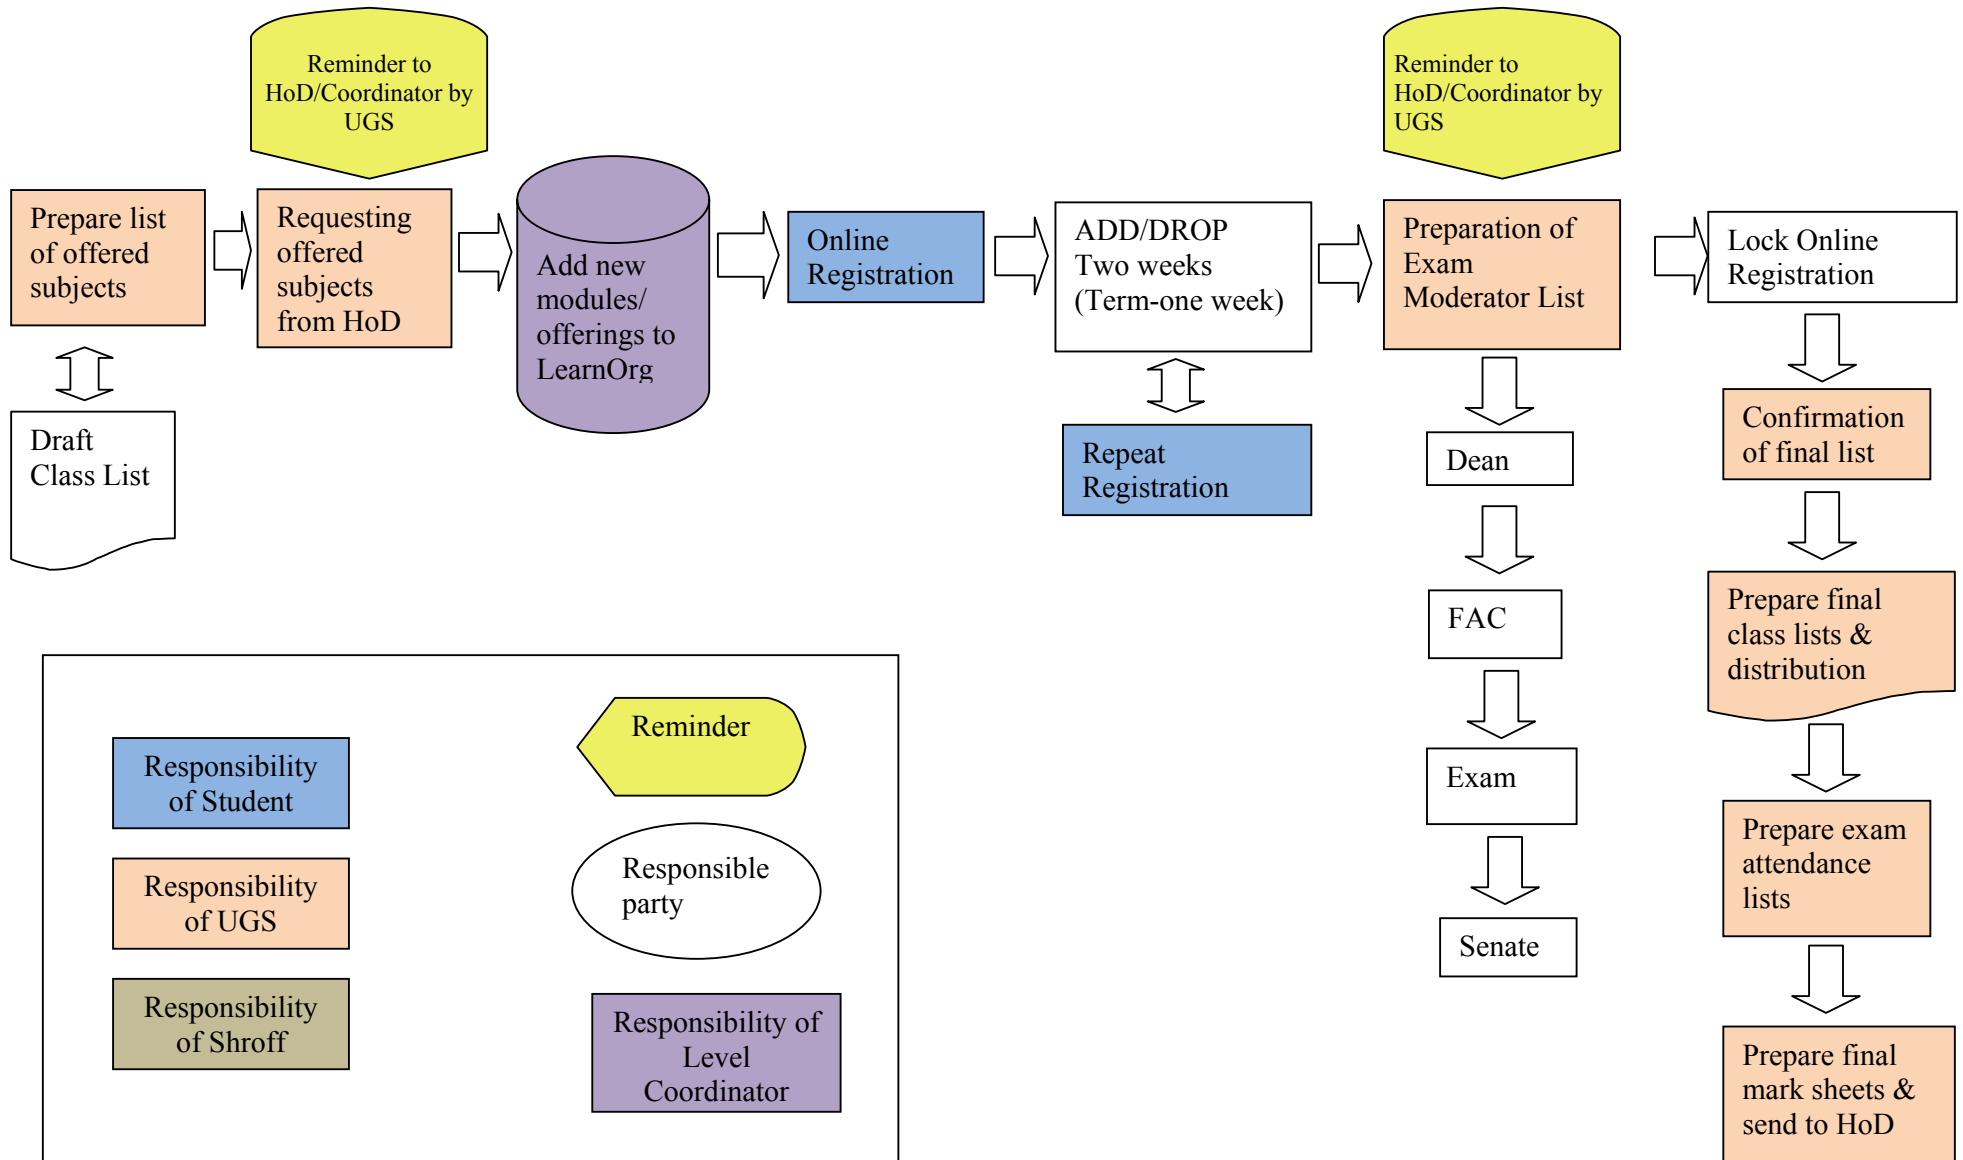 Reminder to
HoD/Coordinator by
UGS
Reminder to
HoD/Coordinator by
UGS
Prepare list
of offered
subjects
Requesting
offered
subjects
from HoD
Add new
modules/
offerings to
LearnOrg
Online
Registration
ADD/DROP
Two weeks
(Term-one week)
Preparation of
Exam
Moderator List
Lock Online
Registration
Draft
Class List
Repeat
Registration
Dean
FAC
Exam
Senate
Confirmation
of final list
Prepare final
class lists &
distribution
Prepare exam
attendance
lists
Prepare final
mark sheets &
send to HoD
Responsibility
of Student
Responsibility
of UGS
Responsibility
of Shroff
Reminder
Responsible
party
Responsibility of
Level
Coordinator